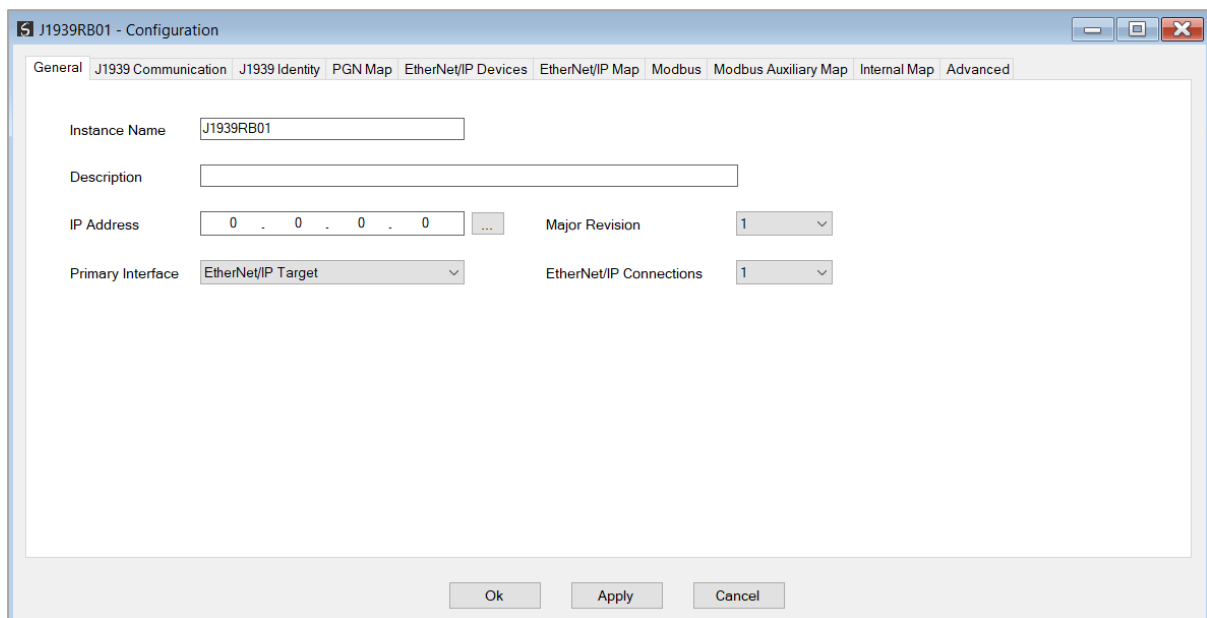 J1939RB01 - Configuration
General J1939 Communication J1939 Identity PGN Map EtherNet/IP Devices EtherNet/IP Map Modbus Modbus Auxiliary Map Internal Map Advanced
Instance Name J1939RB01
Description
IP Address 0 . 0 . 0 . 0 ... Major Revision 1
Primary Interface EtherNet/IP Target EtherNet/IP Connections 1
Ok Apply Cancel